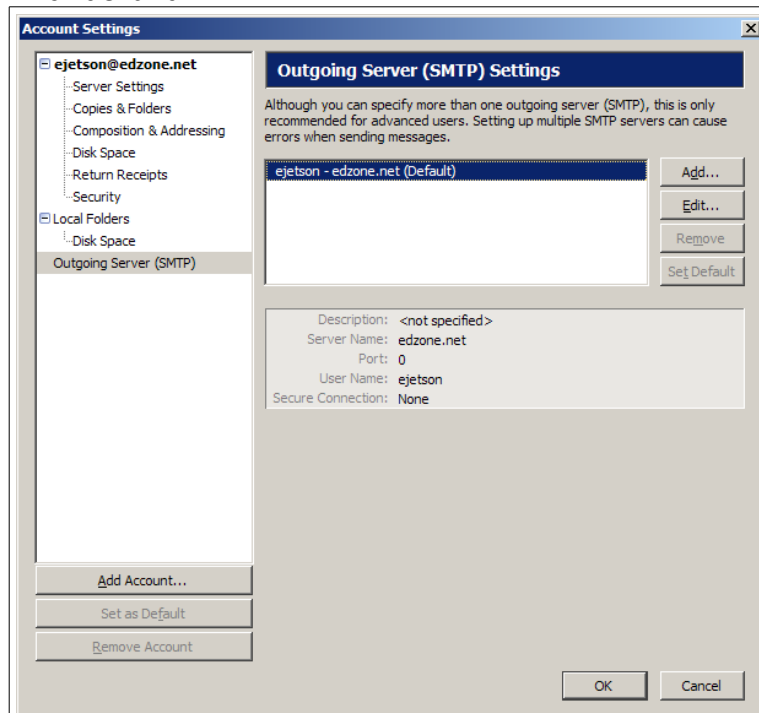 Account Settings
ejetson@edzone.net
Server Settings
Copies & Folders
Composition & Addressing
Disk Space
Return Receipts
Security
Local Folders
Disk Space
Outgoing Server (SMTP)
Add Account...
Set as Default
Remove Account
Outgoing Server (SMTP) Settings
Although you can specify more than one outgoing server (SMTP), this is only
recommended for advanced users. Setting up multiple SMTP servers can cause
errors when sending messages.
ejetson - edzone.net (Default)
Add...
Edit...
Remove
Set Default
Description: <not specified>
Server Name: edzone.net
Port: 0
User Name: ejetson
Secure Connection: None
OK
Cancel